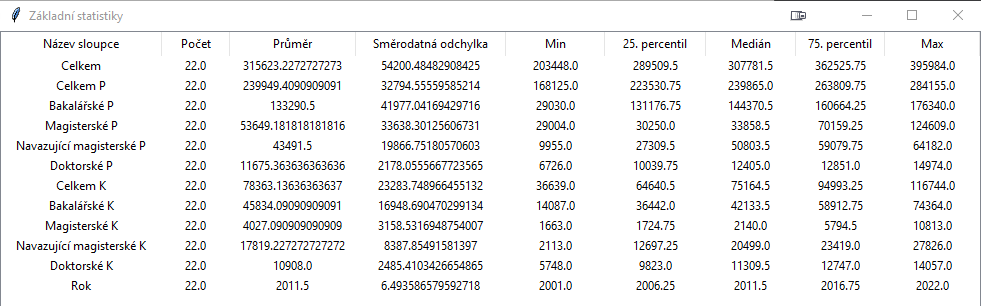 Základní statistiky
Název sloupce Počet Průměr Směrodatná odchylka Min 25. percentil Medián 75. percentil Max
Celkem 22.0 315623.2272727273 54200.48482908425 203448.0 289509.5 307781.5 362525.75 395984.0
Celkem P 22.0 239949.4090909091 32794.55559585214 168125.0 223530.75 239865.0 263809.75 284155.0
Bakalářské P 22.0 133290.5 41977.04169429716 29030.0 131176.75 144370.5 160664.25 176340.0
Magisterské P 22.0 53649.181818181816 33638.30125606731 29004.0 30250.0 33858.5 70159.25 124609.0
Navazující magisterské P 22.0 43491.5 19866.75180570603 9955.0 27309.5 50803.5 59079.75 64182.0
Doktorské P 22.0 11675.363636363636 2178.0555667723565 6726.0 10039.75 12405.0 12851.0 14974.0
Celkem K 22.0 78363.13636363637 23283.748966455132 36639.0 64640.5 75164.5 94993.25 116744.0
Bakalářské K 22.0 45834.09090909091 16948.690470299134 14087.0 36442.0 42133.5 58912.75 74364.0
Magisterské K 22.0 4027.090909090909 3158.5316948754007 1663.0 1724.75 2140.0 5794.5 10813.0
Navazující magisterské K 22.0 17819.227272727272 8387.85491581397 2113.0 12697.25 20499.0 23419.0 27826.0
Doktorské K 22.0 10908.0 2485.4103426654865 5748.0 9823.0 11309.5 12747.0 14057.0
Rok 22.0 2011.5 6.493586579592718 2001.0 2006.25 2011.5 2016.75 2022.0